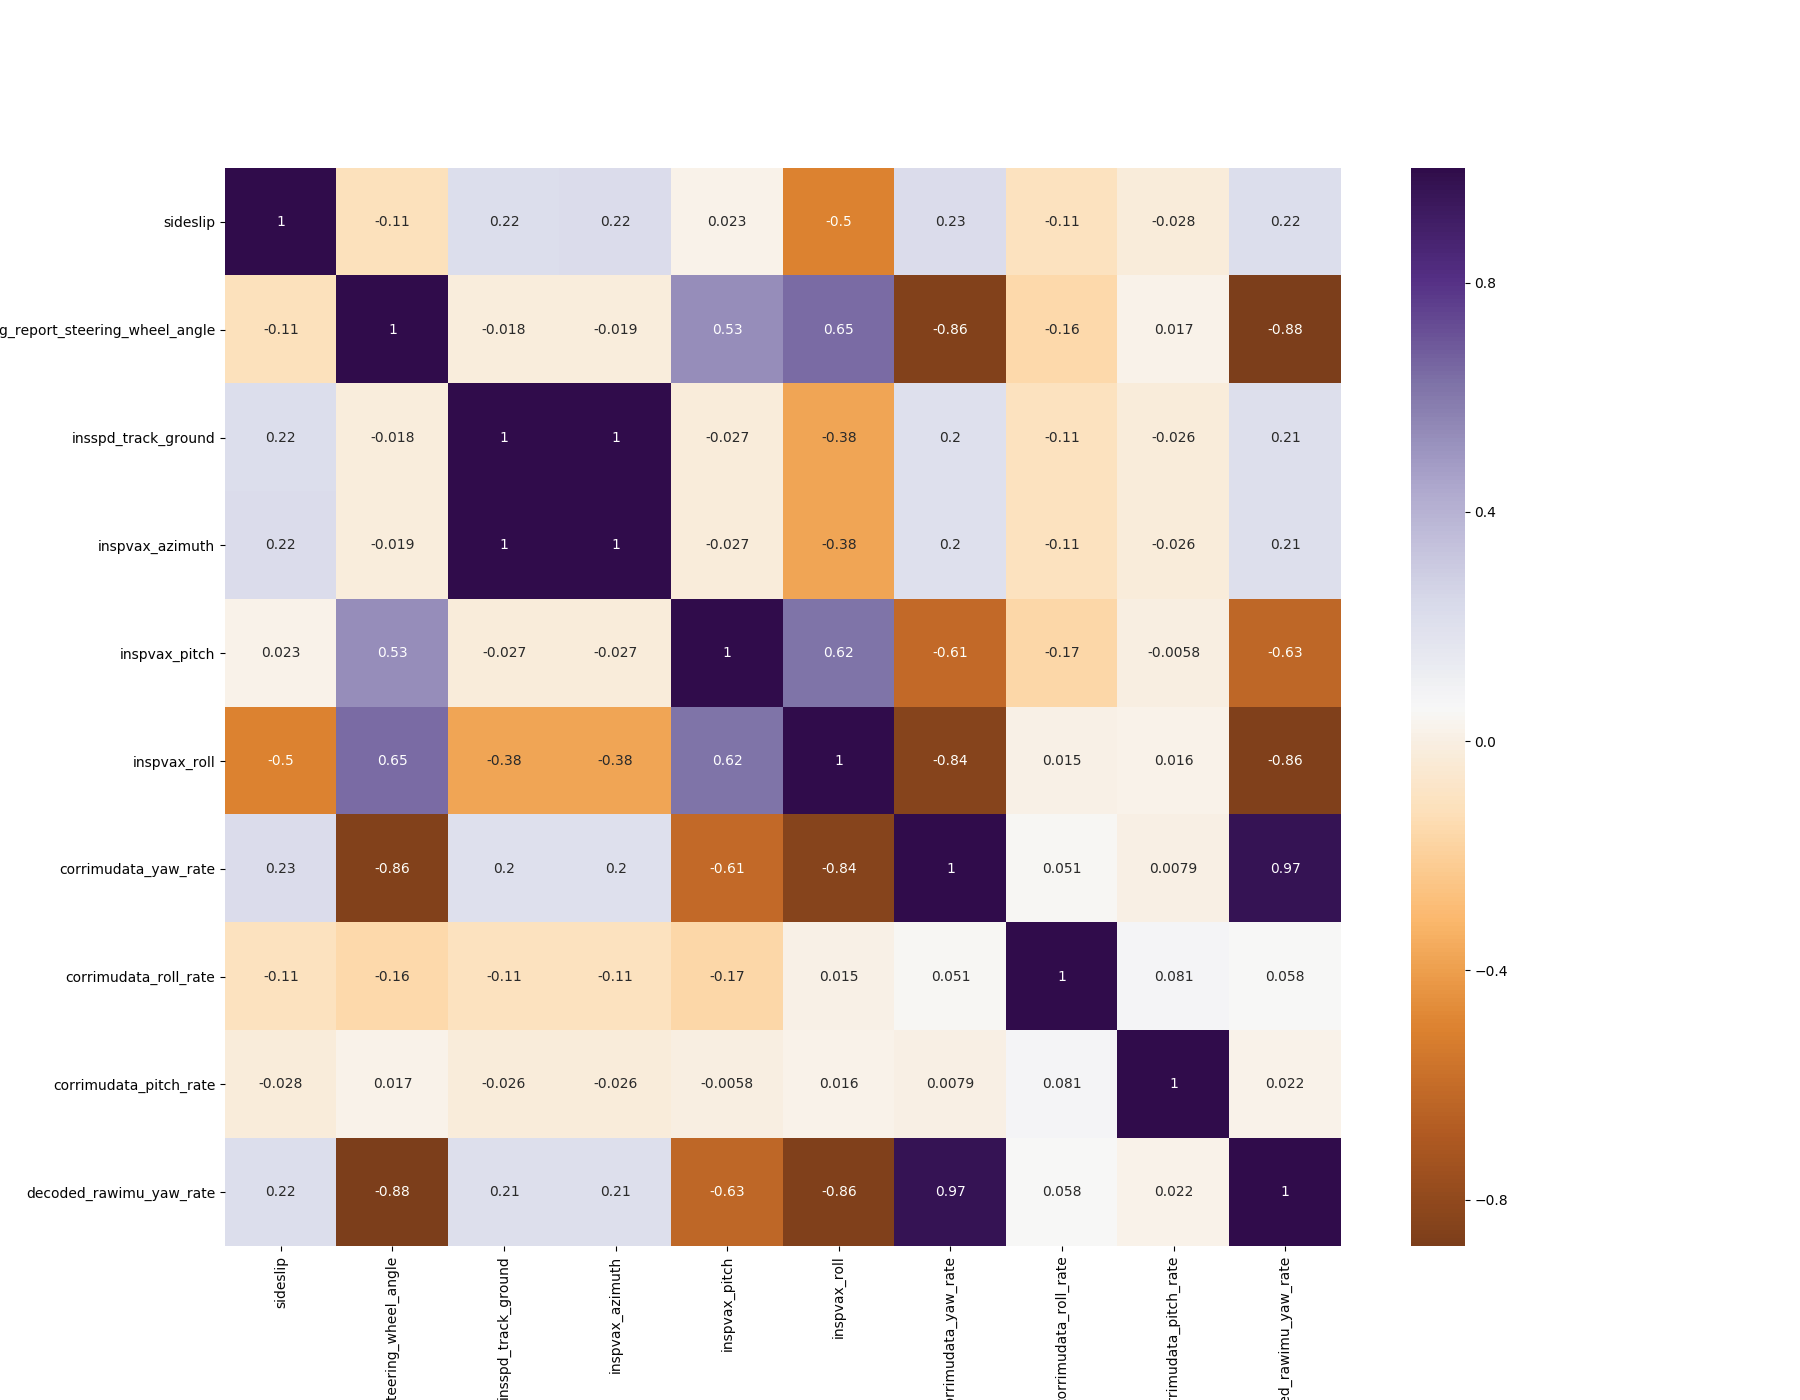 sideslip 1 -0.11 0.22 0.22 0.023 -0.5 0.23 -0.11 -0.028 0.22
g_report_steering_wheel_angle -0.11 1 -0.018 -0.019 0.53 0.65 -0.86 -0.16 0.017 -0.88
insspd_track_ground 0.22 -0.018 1 1 -0.027 -0.38 0.2 -0.11 -0.026 0.21
inspvax_azimuth 0.22 -0.019 1 1 -0.027 -0.38 0.2 -0.11 -0.026 0.21
inspvax_pitch 0.023 0.53 -0.027 -0.027 1 0.62 -0.61 -0.17 -0.0058 -0.63
inspvax_roll -0.5 0.65 -0.38 -0.38 0.62 1 -0.84 0.015 0.016 -0.86
corrimudata_yaw_rate 0.23 -0.86 0.2 0.2 -0.61 -0.84 1 0.051 0.0079 0.97
corrimudata_roll_rate -0.11 -0.16 -0.11 -0.11 -0.17 0.015 0.051 1 0.081 0.058
corrimudata_pitch_rate -0.028 0.017 -0.026 -0.026 -0.0058 0.016 0.0079 0.081 1 0.022
decoded_rawimu_yaw_rate 0.22 -0.88 0.21 0.21 -0.63 -0.86 0.97 0.058 0.022 1
sideslip
teering_wheel_angle
insspd_track_ground
inspvax_azimuth
inspvax_pitch
inspvax_roll
orrimudata_yaw_rate
orrimudata_roll_rate
rrimudata_pitch_rate
ed_rawimu_yaw_rate
0.8
0.4
0.0
−0.4
−0.8